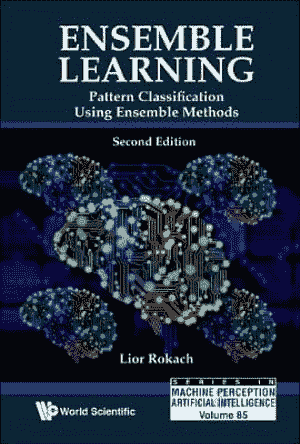 ENSEMBLE
LEARNING
Pattern Classification
Using Ensemble Methods
Second Edition
Lior Rokach
SERIES IN
MACHINE PERCEPTION
ARTIFICIAL INTELLIGENCE
Volume 85
World Scientific